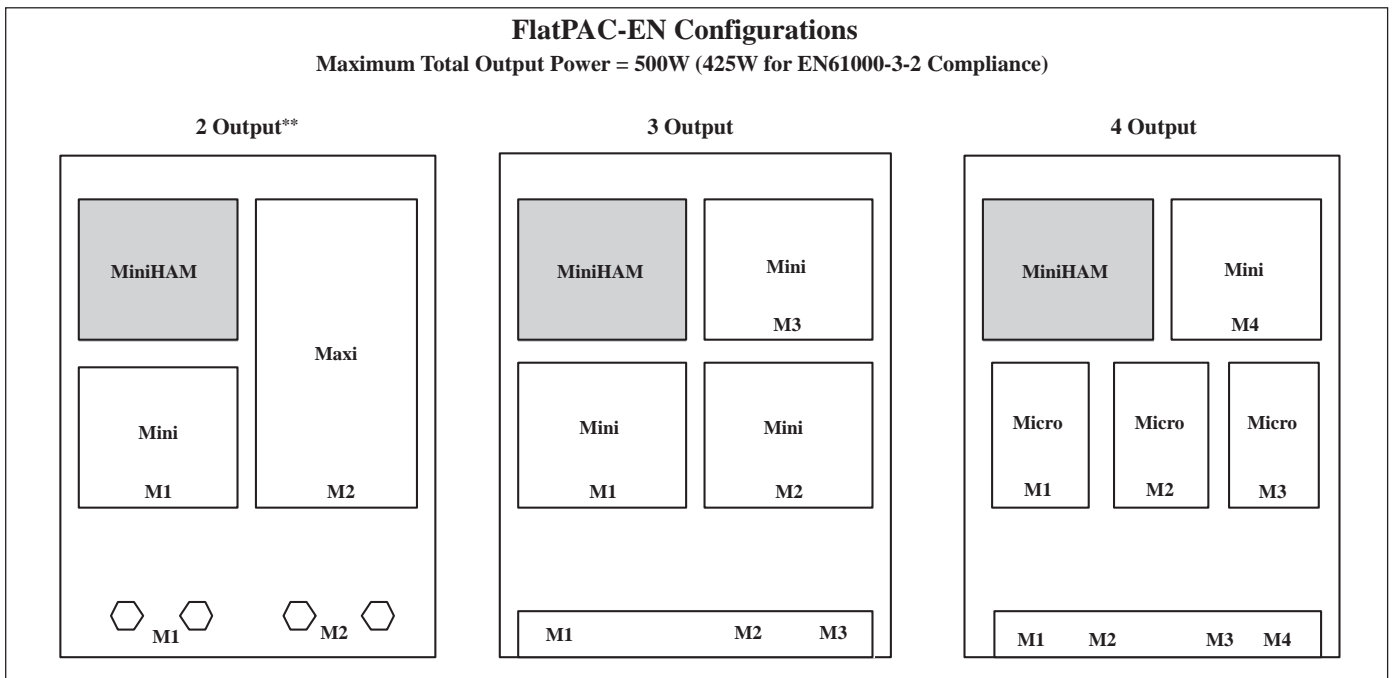 FlatPAC-EN Configurations
Maximum Total Output Power = 500W (425W for EN61000-3-2 Compliance)
2 Output**
MiniHAM
Maxi
Mini
M1
M2
M1
M2
3 Output
MiniHAM
Mini
M3
Mini
M1
Mini
M2
M1
M2
M3
4 Output
MiniHAM
Mini
M4
Micro
M1
Micro
M2
Micro
M3
M1
M2
M3
M4